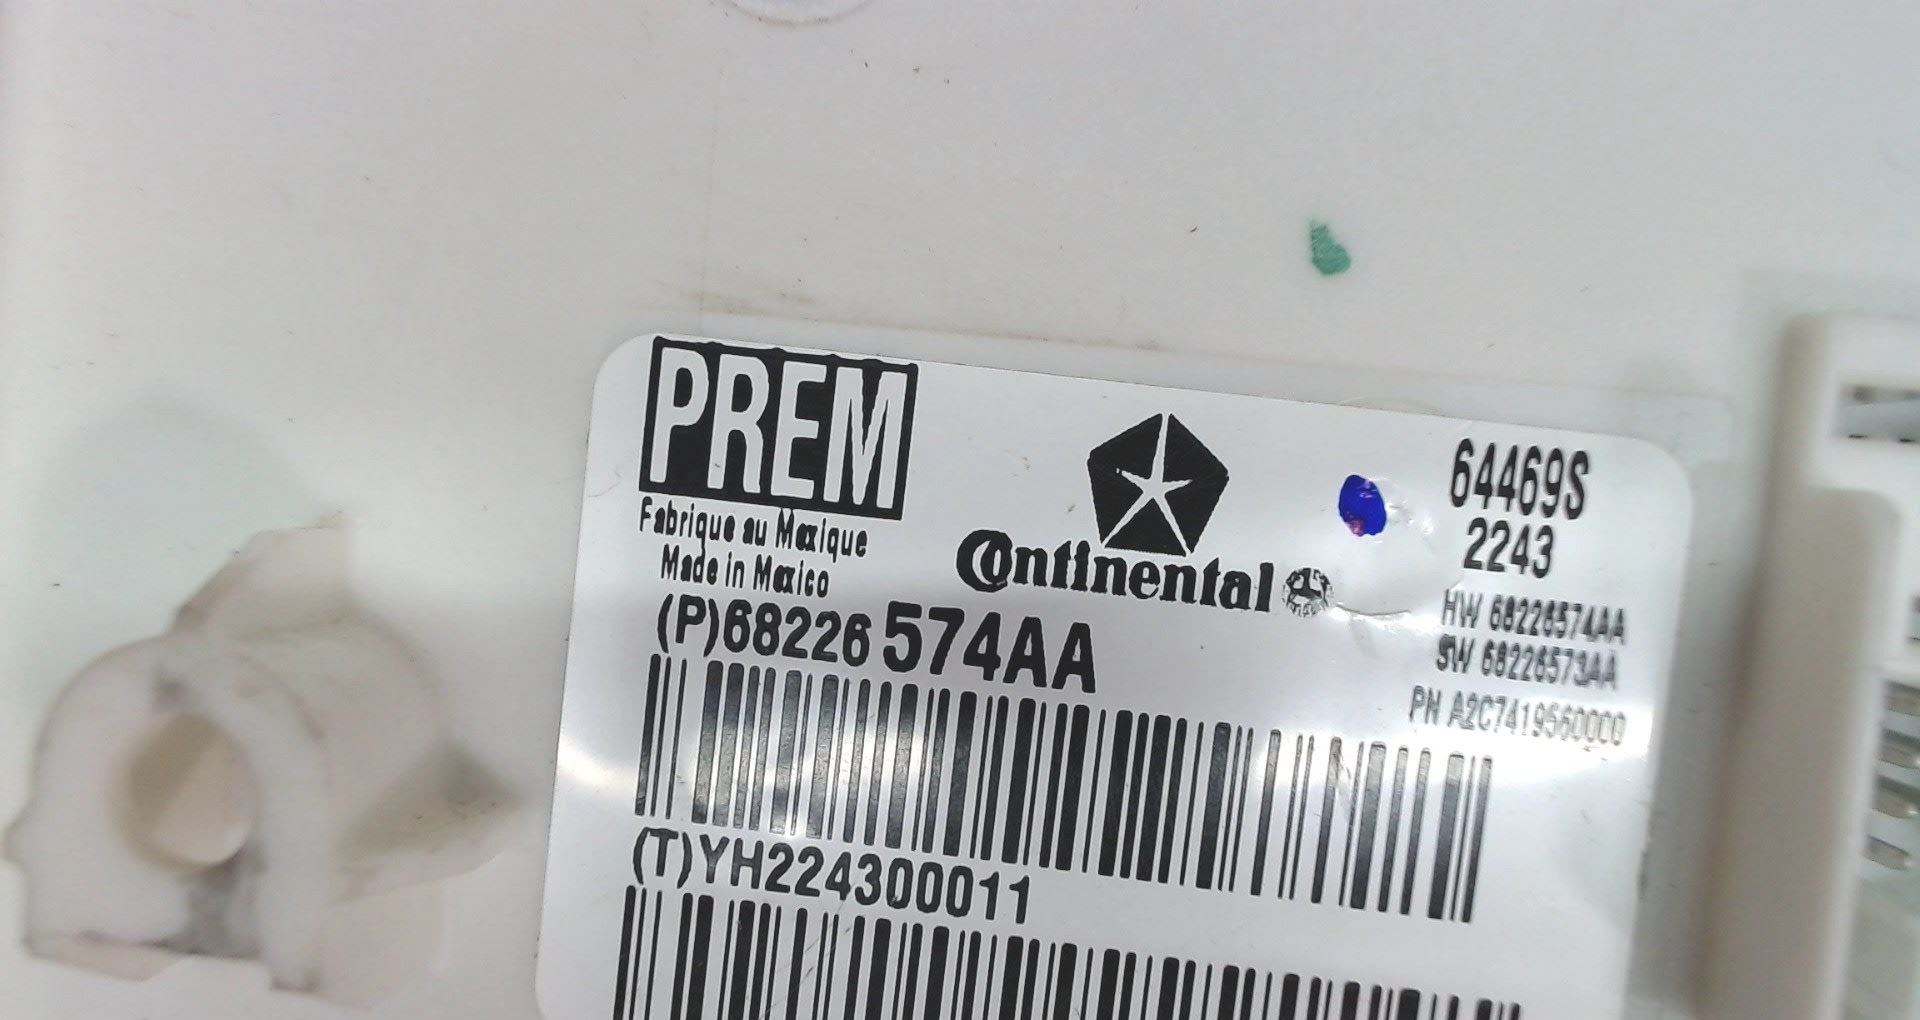 PREM
Fabrique au Mexique
Made in Mexico
Continental
64469S
2243
HW 68226574AA
SW 68226573AA
PN A2C7419560000
(P)68226574AA
(T)YH224300011